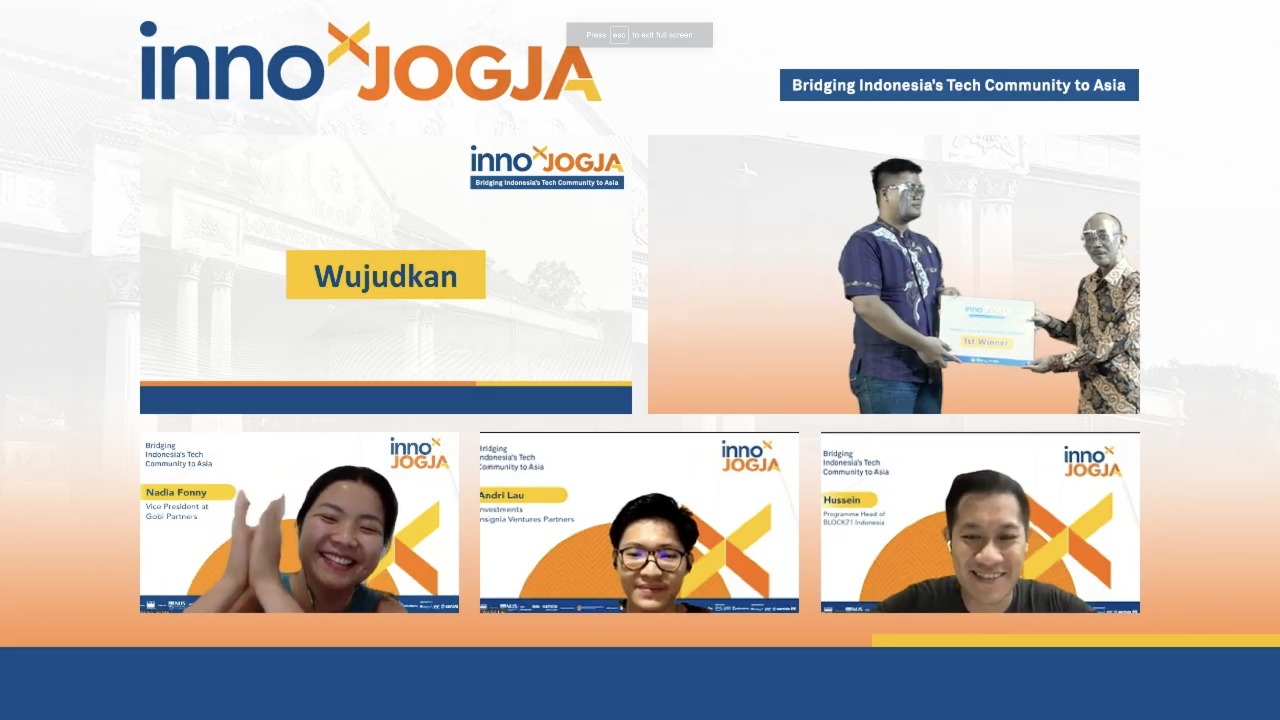 inno JOGJA
Press esc to exit full screen
Bridging Indonesia's Tech Community to Asia
inno JOGJA
Bridging Indonesia's Tech Community to Asia
Wujudkan
1st Winner
Bridging
Indonesia's Tech
Community to Asia
inno
JOGJA
Nadia Fonny
Vice President at
Gobi Partners
Bridging
ndonesia's Tech
Community to Asia
inno
JOGJA
Andri Lau
nvestments
nsignia Ventures Partners
Bridging
Indonesia's Tech
Community to Asia
inno
JOGJA
Hussein
Programme Head of
BLOCK71 Indonesia